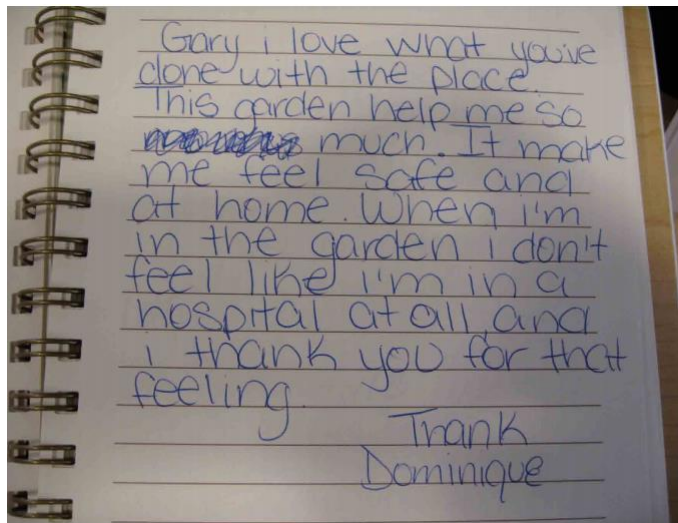 Gary i love what you've
done with the place.
This garden help me so
much. It make
me feel safe and
at home. When i'm
in the garden i don't
feel like i'm in a
hospital at all, and
i thank you for that
feeling.
Thank
Dominique